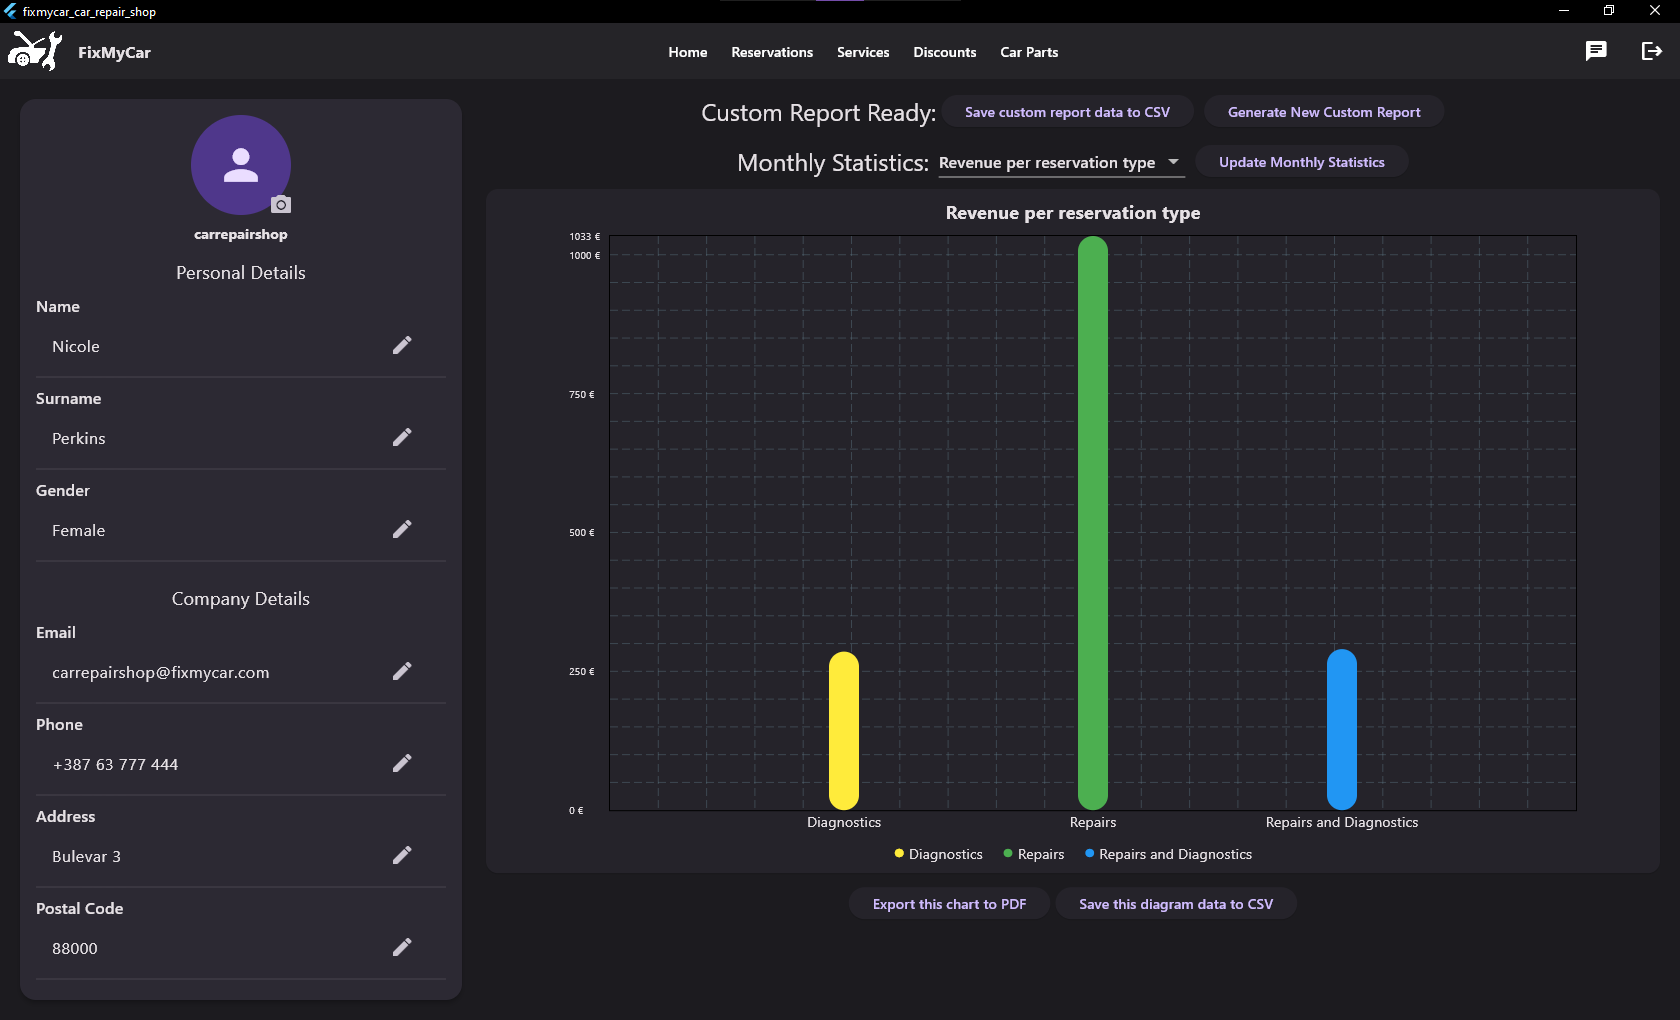 fixmycar_car_repair_shop
FixMyCar
Home
Reservations
Services
Discounts
Car Parts
carrepairshop
Personal Details
Name
Nicole
Surname
Perkins
Gender
Female
Company Details
Email
carrepairshop@fixmycar.com
Phone
+387 63 777 444
Address
Bulevar 3
Postal Code
88000
Custom Report Ready:
Save custom report data to CSV
Generate New Custom Report
Monthly Statistics:
Revenue per reservation type
Update Monthly Statistics
Revenue per reservation type
1033 €
1000 €
750 €
500 €
250 €
0 €
Diagnostics
Repairs
Repairs and Diagnostics
Diagnostics
Repairs
Repairs and Diagnostics
Export this chart to PDF
Save this diagram data to CSV